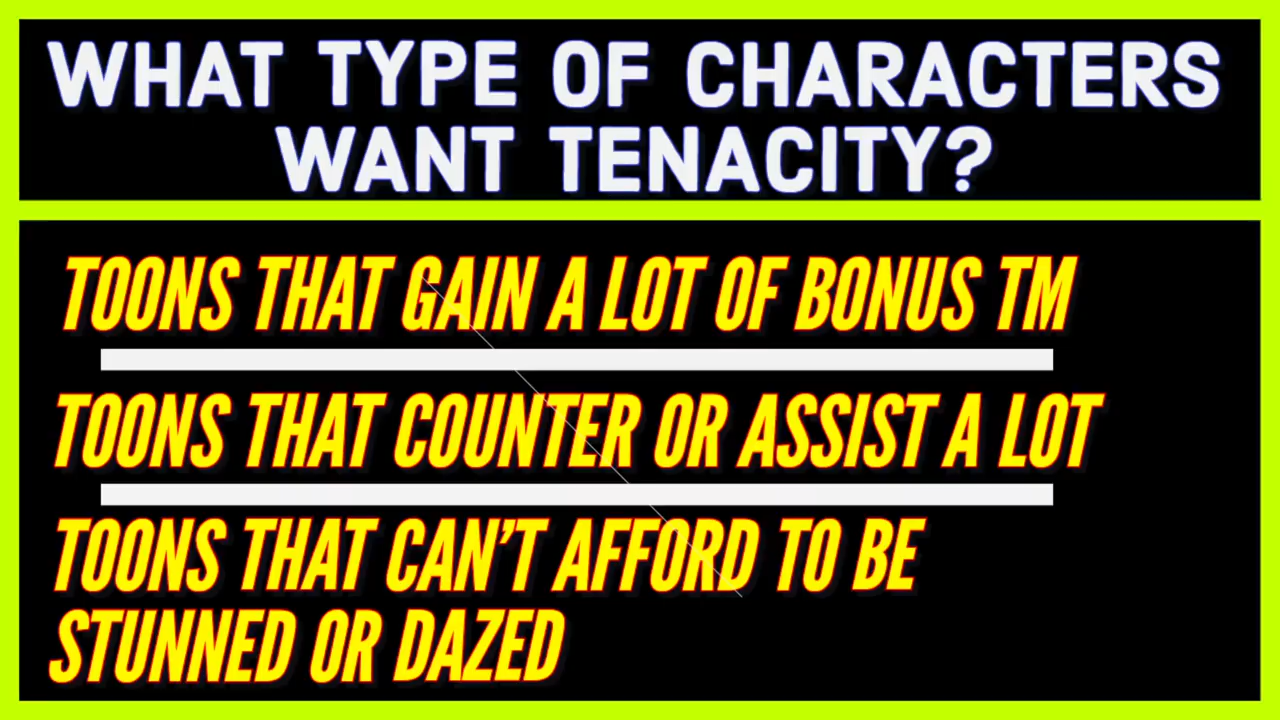 WHAT TYPE OF CHARACTERS
WANT TENACITY?
TOONS THAT GAIN A LOT OF BONUS TM
TOONS THAT COUNTER OR ASSIST A LOT
TOONS THAT CAN'T AFFORD TO BE
STUNNED OR DAZED